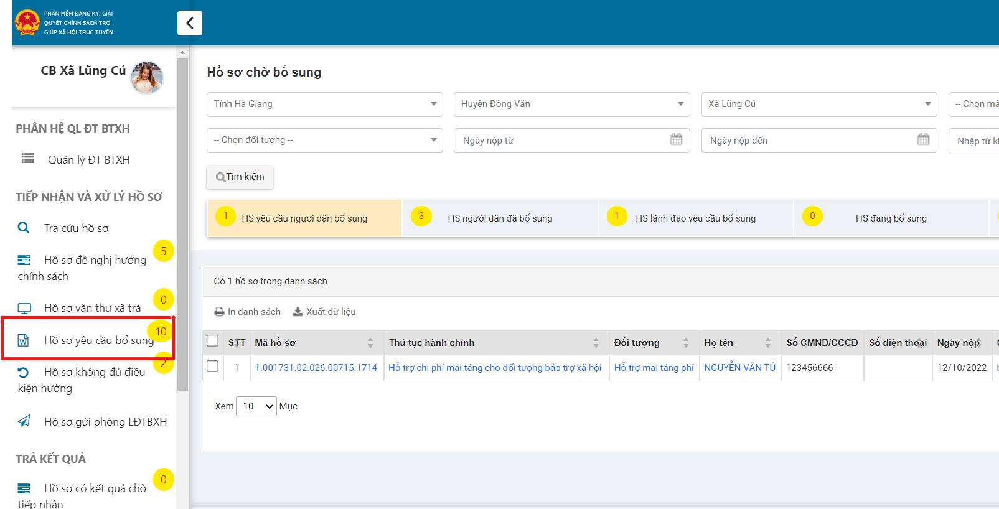 PHẦN MỀM ĐĂNG KÝ, GIẢI
QUYẾT CHÍNH SÁCH TRỢ
GIÚP XÃ HỘI TRỰC TUYẾN
CB Xã Lũng Cú
PHÂN HỆ QL ĐT BTXH
Quản lý ĐT BTXH
TIẾP NHẬN VÀ XỬ LÝ HỒ SƠ
Tra cứu hồ sơ
5
Hồ sơ đề nghị hưởng
chính sách
0
Hồ sơ văn thư xã trả
10
Hồ sơ yêu cầu bổ sung
2
Hồ sơ không đủ điều
kiện hưởng
Hồ sơ gửi phòng LĐTBXH
TRẢ KẾT QUẢ
0
Hồ sơ có kết quả chờ
tiếp nhận
Hồ sơ chờ bổ sung
Tỉnh Hà Giang Huyện Đồng Văn Xã Lũng Cú -- Chọn
-- Chọn đối tượng -- Ngày nộp từ Ngày nộp đến Nhập từ
Tìm kiếm
1 HS yêu cầu người dân bổ sung 3 HS người dân đã bổ sung 1 HS lãnh đạo yêu cầu bổ sung 0 HS đang bổ sung
Có 1 hồ sơ trong danh sách
In danh sách Xuất dữ liệu
STT Mã hồ sơ Thủ tục hành chính Đối tượng Họ tên Số CMND/CCCD Số điện thoại Ngày nộp
1 1.001731.02.026.00715.1714 Hỗ trợ chi phí mai táng cho đối tượng bảo trợ xã hội Hỗ trợ mai táng phí NGUYỄN VĂN TÚ 123456666 12/10/2022
Xem 10 Mục